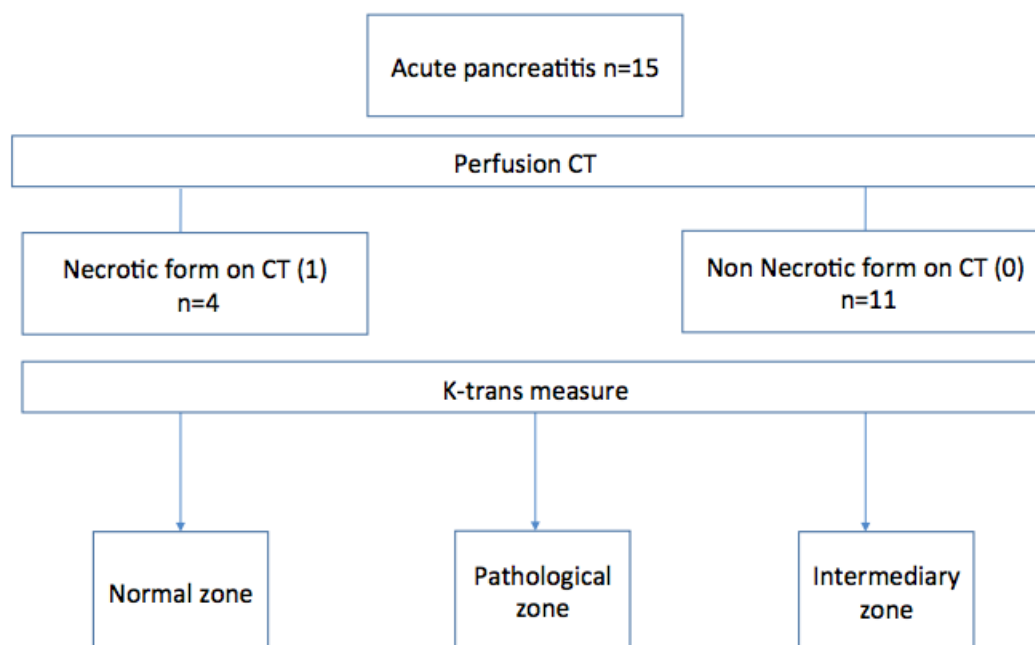 Acute pancreatitis n=15
Perfusion CT
Necrotic form on CT (1)
n=4
Non Necrotic form on CT (0)
n=11
K-trans measure
Normal zone
Pathological
zone
Intermediary
zone